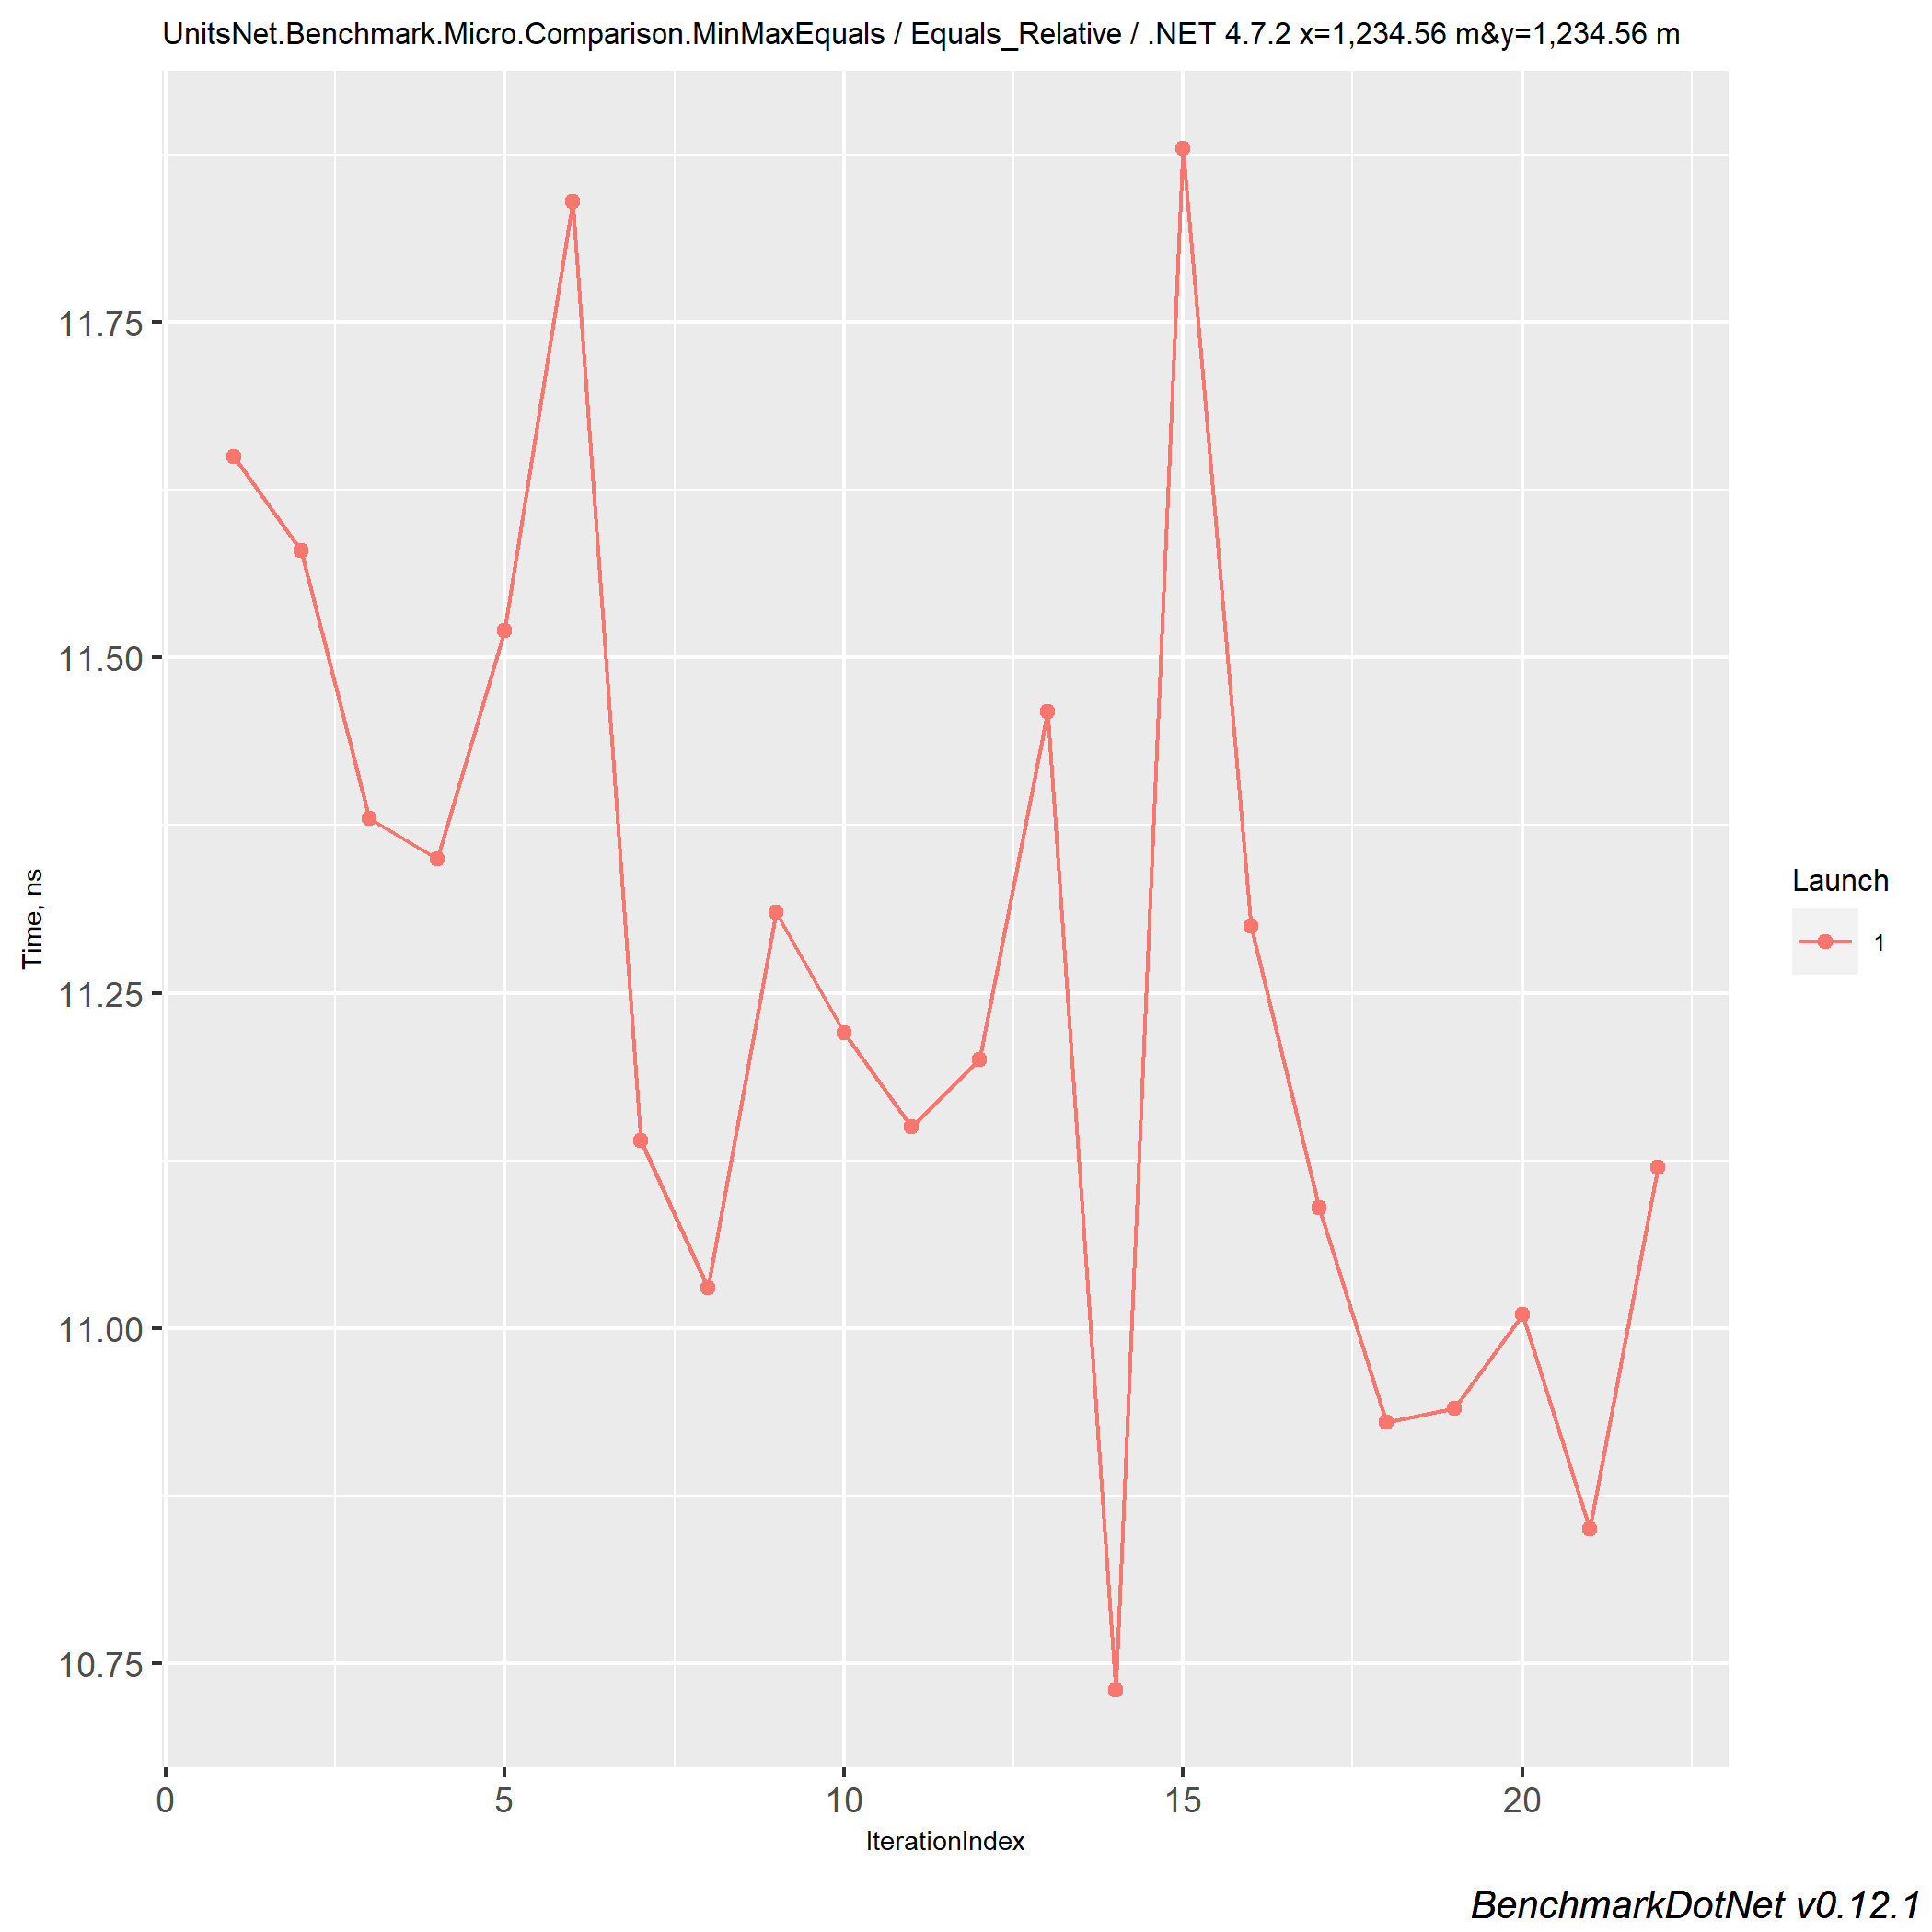 UnitsNet.Benchmark.Micro.Comparison.MinMaxEquals / Equals_Relative / .NET 4.7.2 x=1,234.56 m&y=1,234.56 m
Time, ns
11.75
11.50
11.25
11.00
10.75
0 5 10 15 20
IterationIndex
Launch
1
BenchmarkDotNet v0.12.1